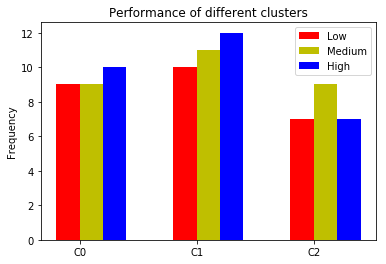 Performance of different clusters
Low
Medium
High
Frequency
12
10
8
6
4
2
0
C0 C1 C2